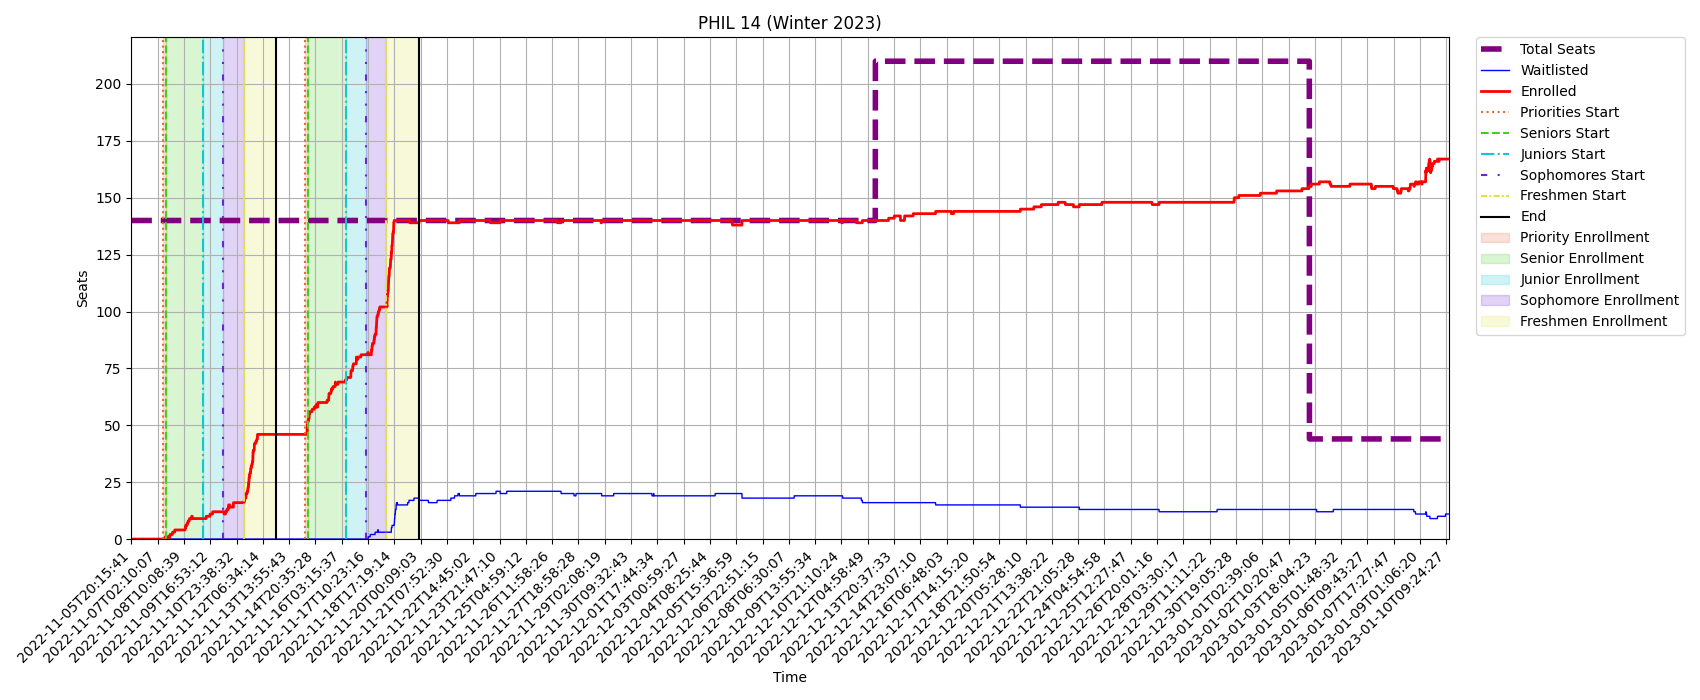 PHIL 14 (Winter 2023)
Seats
200
175
150
125
100
75
50
25
0
2022-11-05T20:15:41
2022-11-07T02:10:07
2022-11-08T10:08:39
2022-11-09T16:53:12
2022-11-10T23:38:32
2022-11-12T06:34:14
2022-11-13T13:55:43
2022-11-14T20:35:28
2022-11-16T03:15:37
2022-11-17T10:23:16
2022-11-18T17:19:14
2022-11-20T00:09:03
2022-11-21T07:52:30
2022-11-22T14:45:02
2022-11-23T21:47:10
2022-11-25T04:59:12
2022-11-26T11:58:26
2022-11-27T18:58:28
2022-11-29T02:08:19
2022-11-30T09:32:43
2022-12-01T17:44:34
2022-12-03T00:59:27
2022-12-04T08:25:44
2022-12-05T15:36:59
2022-12-06T22:51:15
2022-12-08T06:30:07
2022-12-09T13:55:34
2022-12-10T21:10:24
2022-12-12T04:58:49
2022-12-13T20:37:33
2022-12-14T23:07:10
2022-12-16T06:48:03
2022-12-17T14:15:20
2022-12-18T21:50:54
2022-12-20T05:28:10
2022-12-21T13:38:22
2022-12-22T21:05:28
2022-12-24T04:54:58
2022-12-25T12:27:47
2022-12-26T20:01:16
2022-12-28T03:30:17
2022-12-29T11:11:22
2022-12-30T19:05:28
2023-01-01T02:39:06
2023-01-02T10:20:47
2023-01-03T18:04:23
2023-01-05T01:48:32
2023-01-06T09:43:27
2023-01-07T17:27:47
2023-01-09T01:06:20
2023-01-10T09:24:27
Time
Total Seats
Waitlisted
Enrolled
Priorities Start
Seniors Start
Juniors Start
Sophomores Start
Freshmen Start
End
Priority Enrollment
Senior Enrollment
Junior Enrollment
Sophomore Enrollment
Freshmen Enrollment